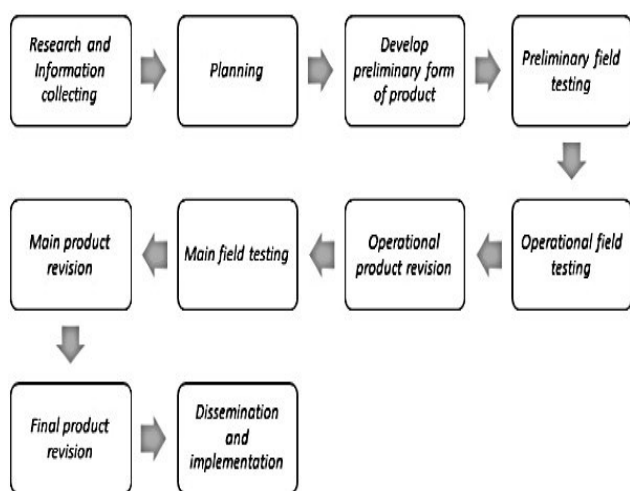 Research and
Information
collecting
Planning
Develop
preliminary form
of product
Preliminary field
testing
Operational field
testing
Operational
product revision
Main field testing
Main product
revision
Final product
revision
Dissemination
and
implementation